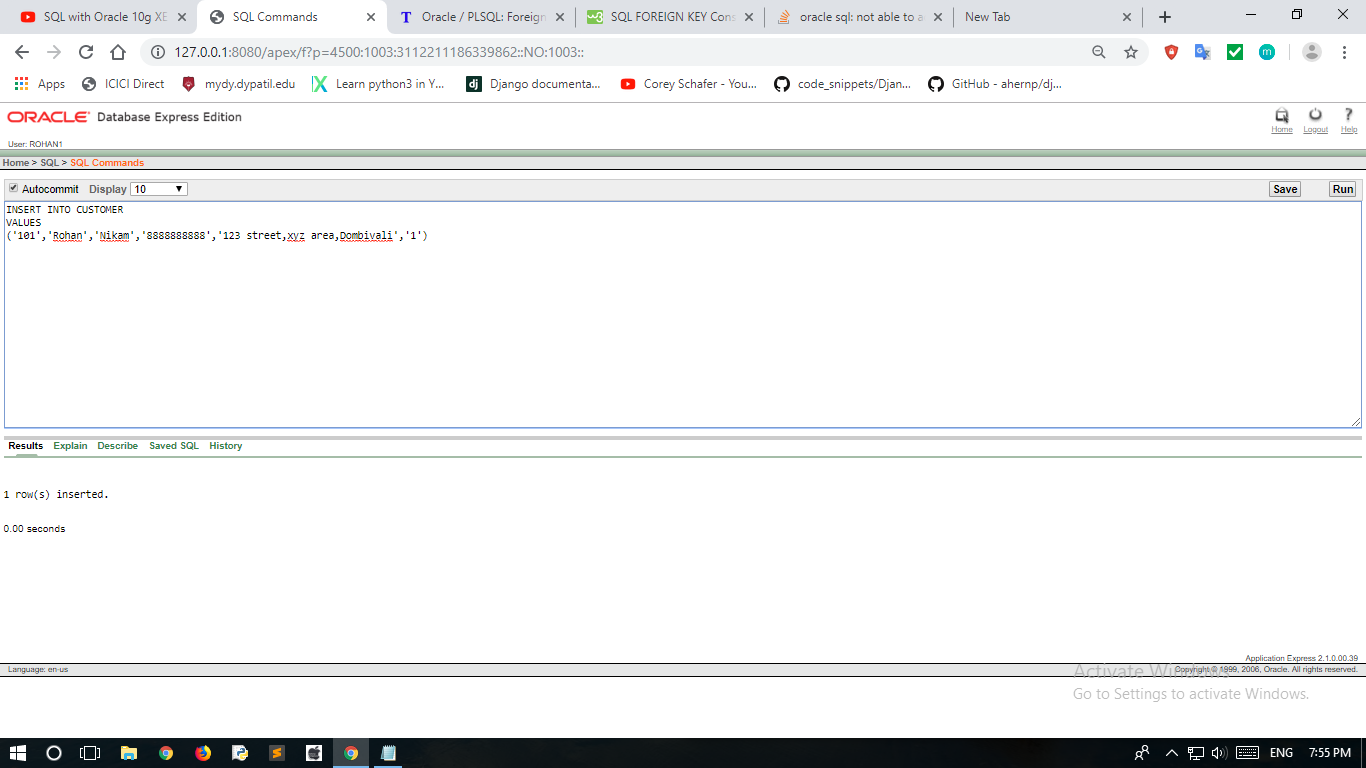 SQL with Oracle 10g XE
SQL Commands
Oracle / PLSQL: Foreign
SQL FOREIGN KEY Cons
oracle sql: not able to a
New Tab
127.0.0.1:8080/apex/f?p=4500:1003:3112211186339862::NO:1003::
Apps
ICICI Direct
mydy.dypatil.edu
Learn python3 in Y...
dj
Django documenta...
Corey Schafer - You...
code_snippets/Djan...
GitHub - ahernp/dj...
ORACLE Database Express Edition
Home
Logout
Help
User: ROHAN1
Home > SQL > SQL Commands
Autocommit Display 10
Save
Run
INSERT INTO CUSTOMER
VALUES
('101','Rohan','Nikam','8888888888','123 street,xyz area,Dombivali','1')
Results Explain Describe Saved SQL History
1 row(s) inserted.
0.00 seconds
Application Express 2.1.0.00.39
Language: en-us
Copyright © 1999, 2006, Oracle. All rights reserved.
Activate Windows
Go to Settings to activate Windows.
ENG
7:55 PM